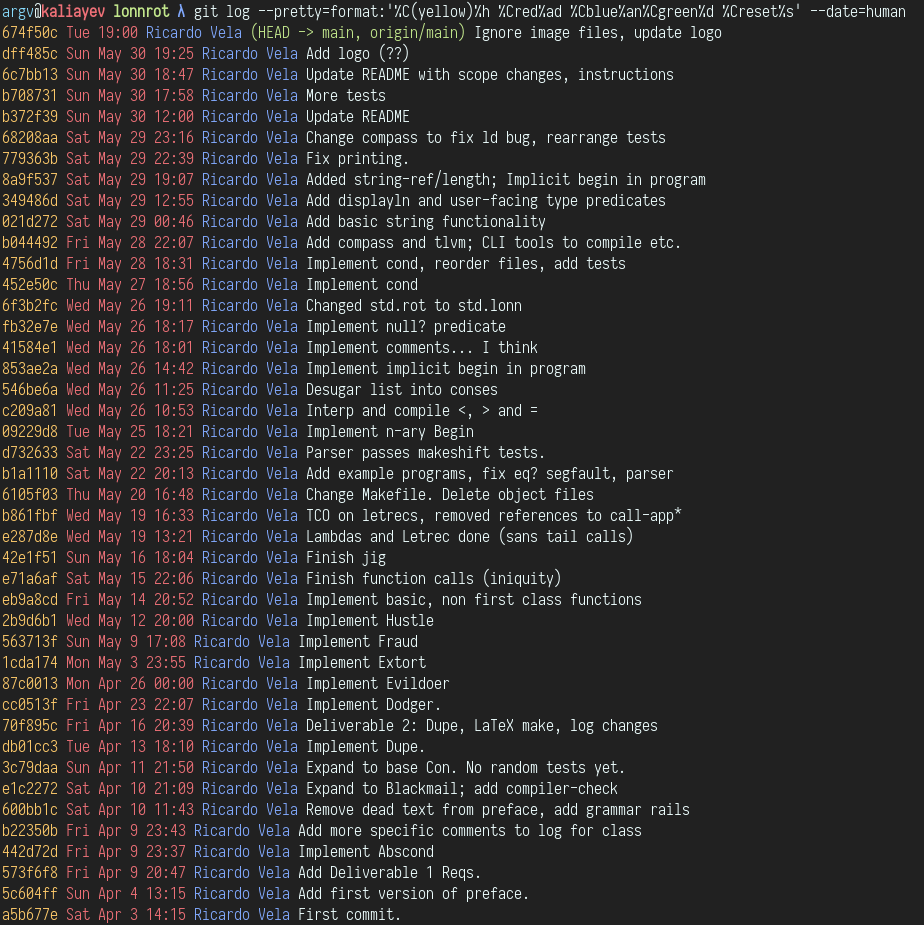 argv@kaliayev lonnrot λ git log --pretty=format:'%C(yellow)%h %Cred%ad %Cblue%an%Cgreen%d %Creset%s' --date=human
674f50c Tue 19:00 Ricardo Vela (HEAD -> main, origin/main) Ignore image files, update logo
dff485c Sun May 30 19:25 Ricardo Vela Add logo (??)
6c7bb13 Sun May 30 18:47 Ricardo Vela Update README with scope changes, instructions
b708731 Sun May 30 17:58 Ricardo Vela More tests
b372f39 Sun May 30 12:00 Ricardo Vela Update README
68208aa Sat May 29 23:16 Ricardo Vela Change compass to fix ld bug, rearrange tests
779363b Sat May 29 22:39 Ricardo Vela Fix printing.
8a9f537 Sat May 29 19:07 Ricardo Vela Added string-ref/length; Implicit begin in program
349486d Sat May 29 12:55 Ricardo Vela Add displayln and user-facing type predicates
021d272 Sat May 29 00:46 Ricardo Vela Add basic string functionality
b044492 Fri May 28 22:07 Ricardo Vela Add compass and tlvm; CLI tools to compile etc.
4756d1d Fri May 28 18:31 Ricardo Vela Implement cond, reorder files, add tests
452e50c Thu May 27 18:56 Ricardo Vela Implement cond
6f3b2fc Wed May 26 19:11 Ricardo Vela Changed std.rot to std.lonn
fb32e7e Wed May 26 18:17 Ricardo Vela Implement null? predicate
41584e1 Wed May 26 18:01 Ricardo Vela Implement comments... I think
853ae2a Wed May 26 14:42 Ricardo Vela Implement implicit begin in program
546be6a Wed May 26 11:25 Ricardo Vela Desugar list into conses
c209a81 Wed May 26 10:53 Ricardo Vela Interp and compile <, > and =
09229d8 Tue May 25 18:21 Ricardo Vela Implement n-ary Begin
d732633 Sat May 22 23:25 Ricardo Vela Parser passes makeshift tests.
b1a1110 Sat May 22 20:13 Ricardo Vela Add example programs, fix eq? segfault, parser
6105f03 Thu May 20 16:48 Ricardo Vela Change Makefile. Delete object files
b861fbf Wed May 19 16:33 Ricardo Vela TCO on letrecs, removed references to call-app*
e287d8e Wed May 19 13:21 Ricardo Vela Lambdas and Letrec done (sans tail calls)
42e1f51 Sun May 16 18:04 Ricardo Vela Finish jig
e71a6af Sat May 15 22:06 Ricardo Vela Finish function calls (iniquity)
eb9a8cd Fri May 14 20:52 Ricardo Vela Implement basic, non first class functions
2b9d6b1 Wed May 12 20:00 Ricardo Vela Implement Hustle
563713f Sun May 9 17:08 Ricardo Vela Implement Fraud
1cda174 Mon May 3 23:55 Ricardo Vela Implement Extort
87c0013 Mon Apr 26 00:00 Ricardo Vela Implement Evildoer
cc0513f Fri Apr 23 22:07 Ricardo Vela Implement Dodger.
70f895c Fri Apr 16 20:39 Ricardo Vela Deliverable 2: Dupe, LaTeX make, log changes
db01cc3 Tue Apr 13 18:10 Ricardo Vela Implement Dupe.
3c79daa Sun Apr 11 21:50 Ricardo Vela Expand to base Con. No random tests yet.
e1c2272 Sat Apr 10 21:09 Ricardo Vela Expand to Blackmail; add compiler-check
600bb1c Sat Apr 10 11:43 Ricardo Vela Remove dead text from preface, add grammar rails
b22350b Fri Apr 9 23:43 Ricardo Vela Add more specific comments to log for class
442d72d Fri Apr 9 23:37 Ricardo Vela Implement Abscond
573f6f8 Fri Apr 9 20:47 Ricardo Vela Add Deliverable 1 Reqs.
5c604ff Sun Apr 4 13:15 Ricardo Vela Add first version of preface.
a5b677e Sat Apr 3 14:15 Ricardo Vela First commit.